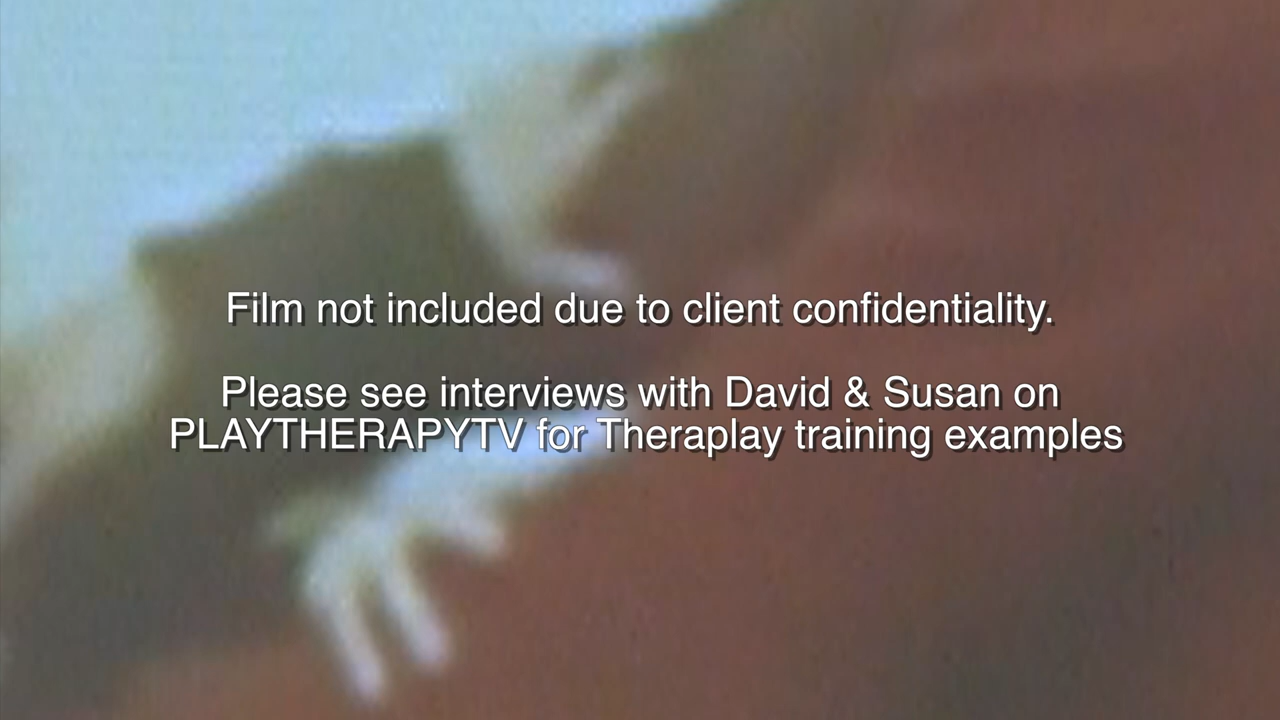 Film not included due to client confidentiality.
Please see interviews with David & Susan on
PLAYTHERAPYTV for Theraplay training examples